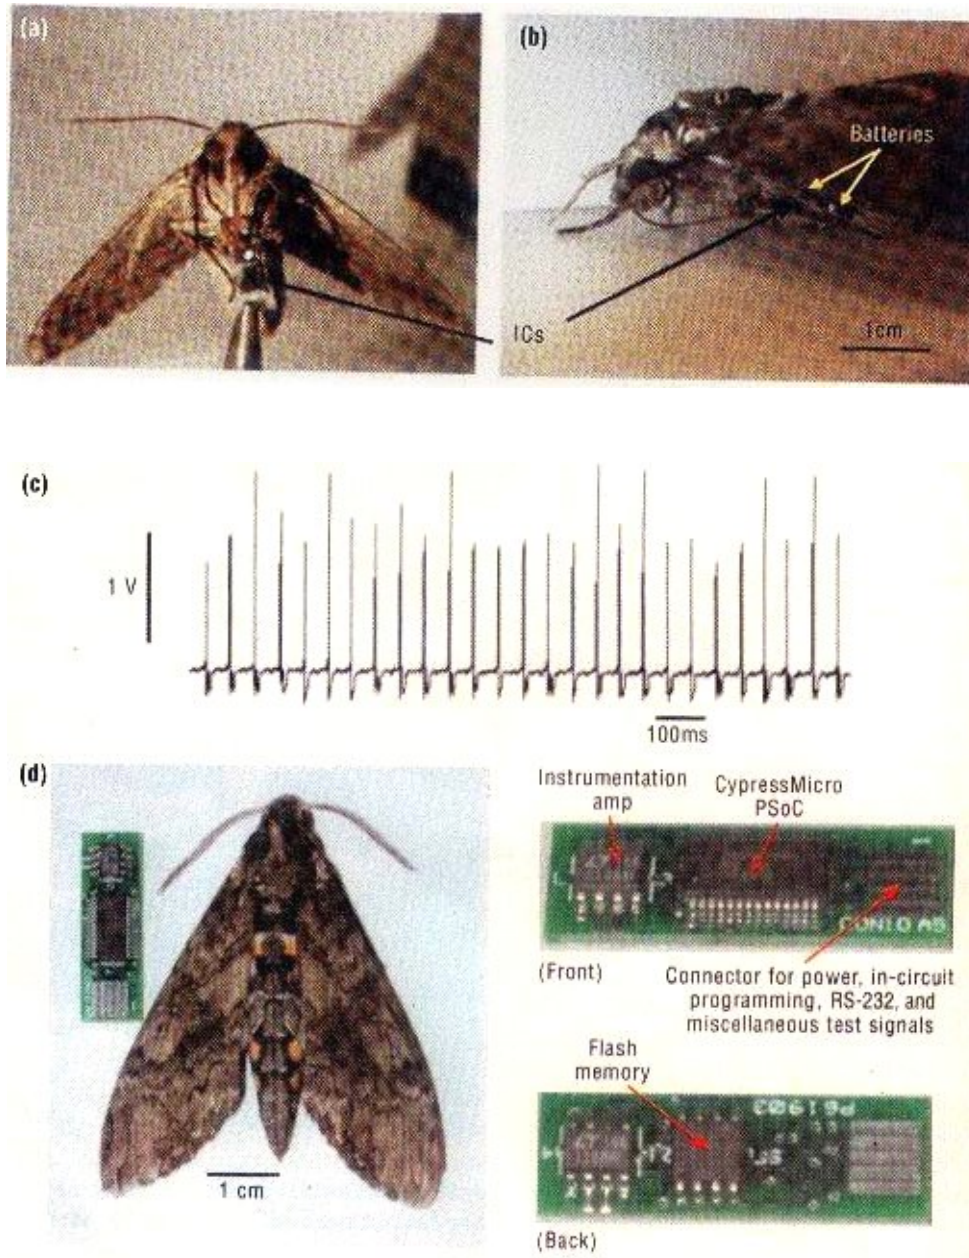 (a)
(b)
Batteries
ICs
1cm
(c)
1 V
100ms
(d)
1 cm
Instrumentation
amp
CypressMicro
PSoC
(Front)
Connector for power, in-circuit
programming, RS-232, and
miscellaneous test signals
Flash
memory
P61903
(Back)